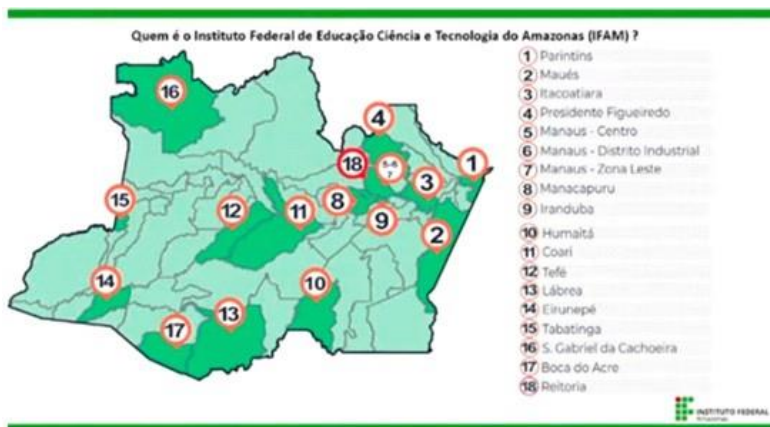 Quem é o Instituto Federal de Educação Ciência e Tecnologia do Amazonas (IFAM) ?
16
4
18
5-6
7
1
3
15
12
11
8
9
2
14
10
13
17
1 Parintins
2 Maués
3 Itacoatiara
4 Presidente Figueiredo
5 Manaus - Centro
6 Manaus - Distrito Industrial
7 Manaus - Zona Leste
8 Manacapuru
9 Iranduba
10 Humaitá
11 Coari
12 Tefé
13 Lábrea
14 Eirunepé
15 Tabatinga
16 S. Gabriel da Cachoeira
17 Boca do Acre
18 Reitoria
INSTITUTO FEDERAL